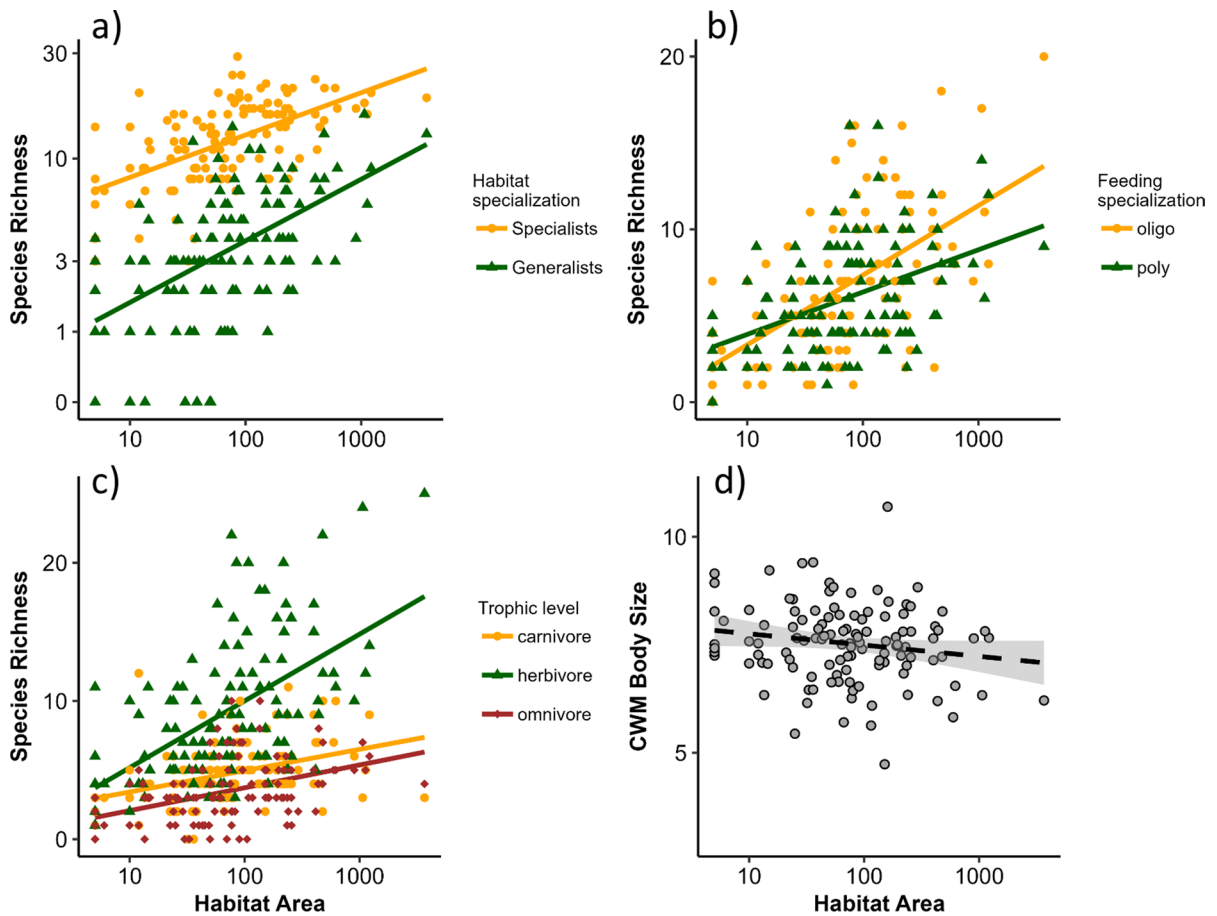 a)
30
10
3
1
0
10 100 1000
Species Richness
Habitat
specialization
Specialists
Generalists
b)
20
10
0
10 100 1000
Species Richness
Feeding
specialization
oligo
poly
c)
20
10
0
10 100 1000
Species Richness
Habitat Area
Trophic level
carnivore
herbivore
omnivore
d)
10
5
10 100 1000
CWM Body Size
Habitat Area